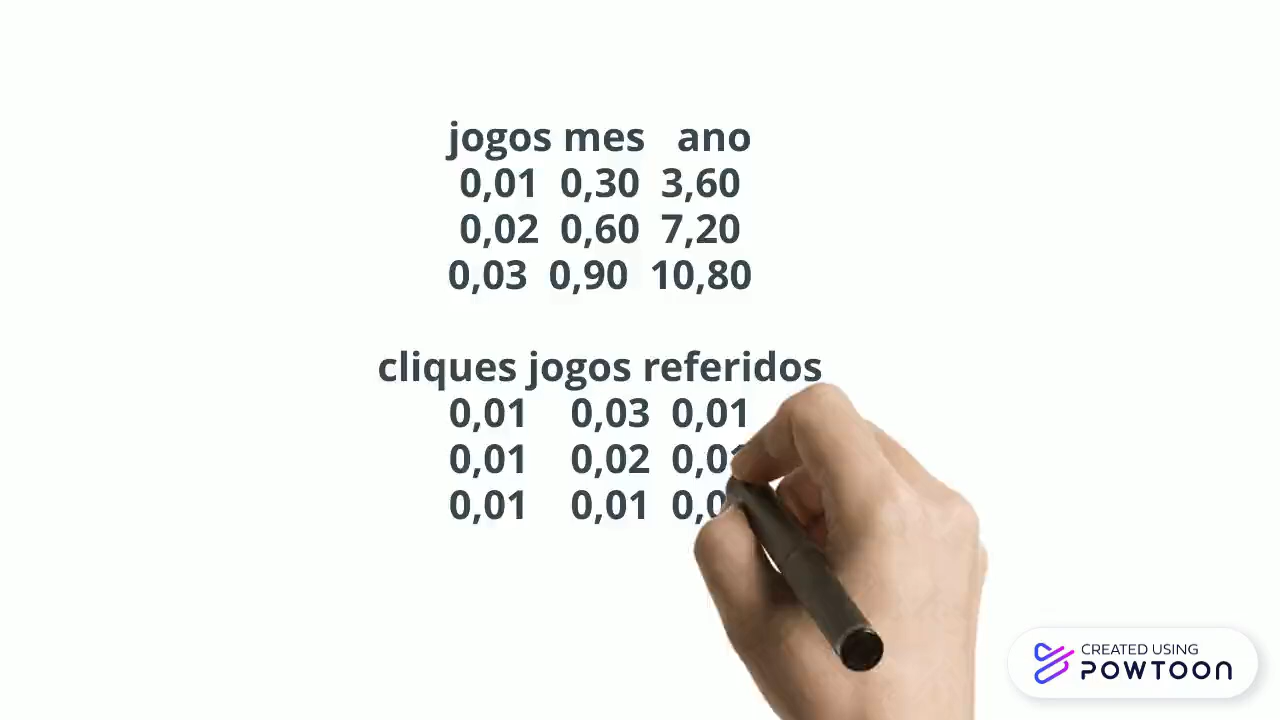 jogos mes ano
0,01 0,30 3,60
0,02 0,60 7,20
0,03 0,90 10,80
cliques jogos referidos
0,01 0,03 0,01
0,01 0,02
0,01 0,01
CREATED USING
POWTOON